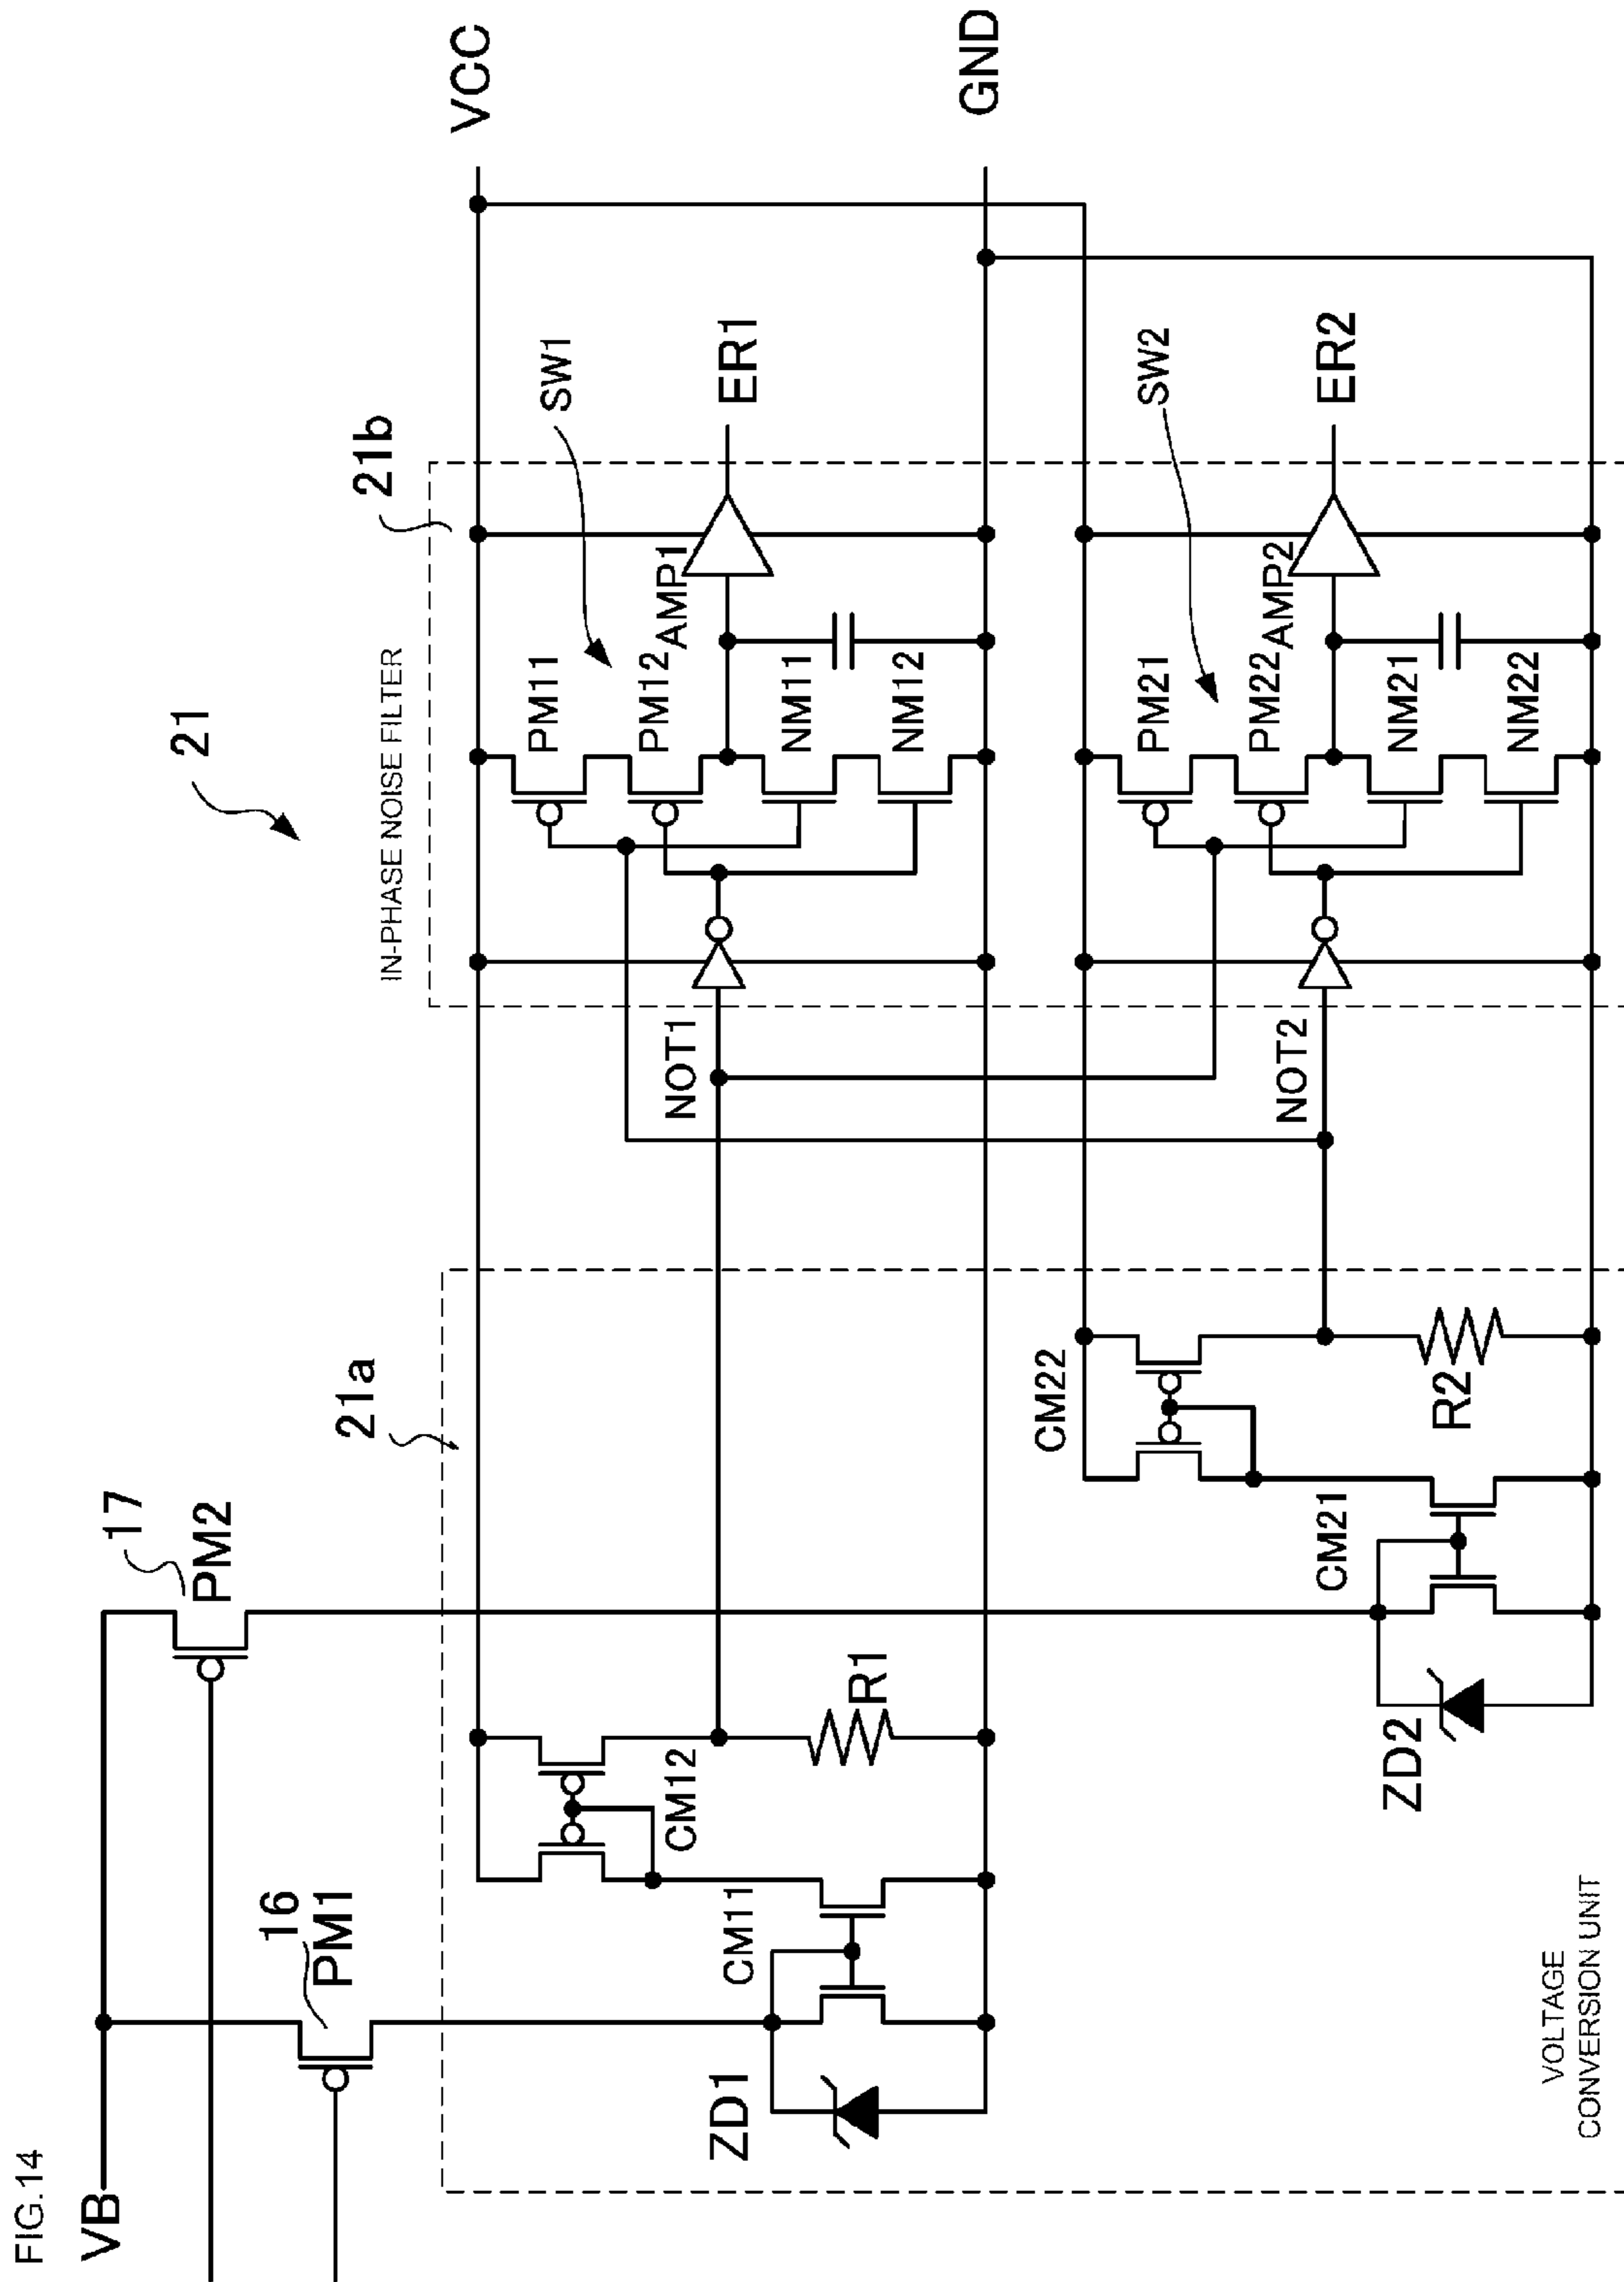 FIG.14
VB
16
PM1
17
PM2
21
VCC
GND
21a
21b
IN-PHASE NOISE FILTER
ZD1
CM11
CM12
R1
NOT1
PM11
PM12
NM11
NM12
SW1
AMP1
ER1
ZD2
CM21
CM22
R2
NOT2
PM21
PM22
NM21
NM22
SW2
AMP2
ER2
VOLTAGE
CONVERSION UNIT